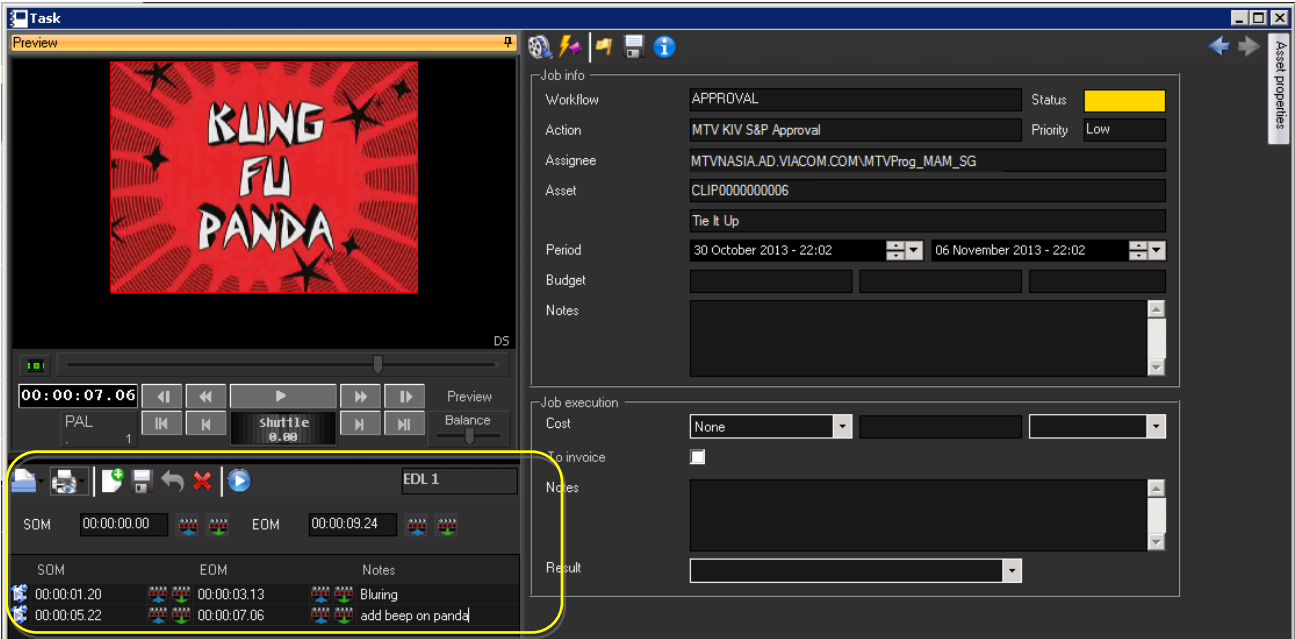 Task
Preview
KUNG
FU
PANDA
DS
00:00:07.06
Preview
PAL
. 1
Shuttle
0.00
Balance
EDL 1
SOM 00:00:00.00 EOM 00:00:09.24
SOM EOM Notes
00:00:01.20 00:00:03.13 Bluring
00:00:05.22 00:00:07.06 add beep on panda
Job info
Workflow APPROVAL Status
Action MTV KIV S&P Approval Priority Low
Assignee MTVNASIA.AD.VIACOM.COM\MTVProg_MAM_SG
Asset CLIP0000000006
Tie It Up
Period 30 October 2013 - 22:02 06 November 2013 - 22:02
Budget
Notes
Job execution
Cost None
To invoice
Notes
Result
Asset properties